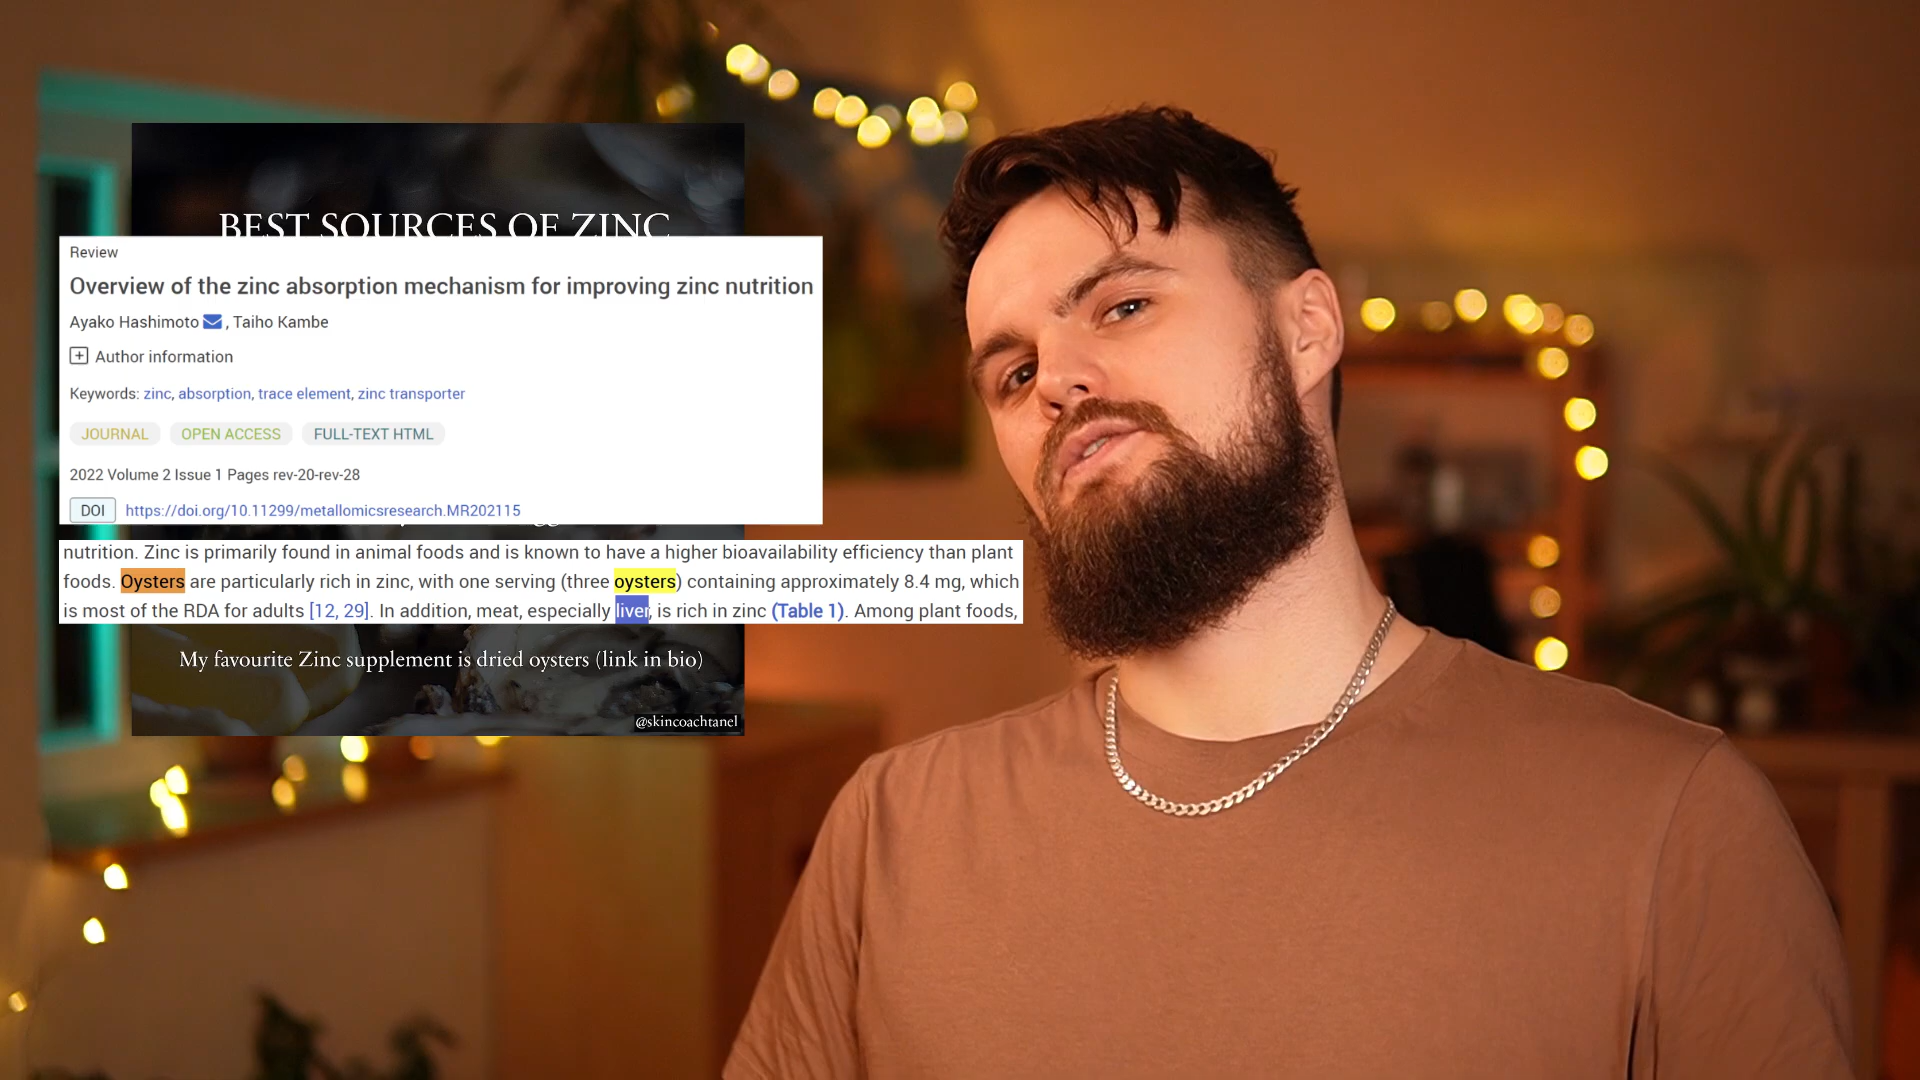 BEST SOURCES OF ZINC
Review
Overview of the zinc absorption mechanism for improving zinc nutrition
Ayako Hashimoto , Taiho Kambe
+ Author information
Keywords: zinc, absorption, trace element, zinc transporter
JOURNAL OPEN ACCESS FULL-TEXT HTML
2022 Volume 2 Issue 1 Pages rev-20-rev-28
DOI https://doi.org/10.11299/metallomicsresearch.MR202115
nutrition. Zinc is primarily found in animal foods and is known to have a higher bioavailability efficiency than plant
foods. Oysters are particularly rich in zinc, with one serving (three oysters) containing approximately 8.4 mg, which
is most of the RDA for adults [12, 29]. In addition, meat, especially liver, is rich in zinc (Table 1). Among plant foods,
My favourite Zinc supplement is dried oysters (link in bio)
@skincoachtanel